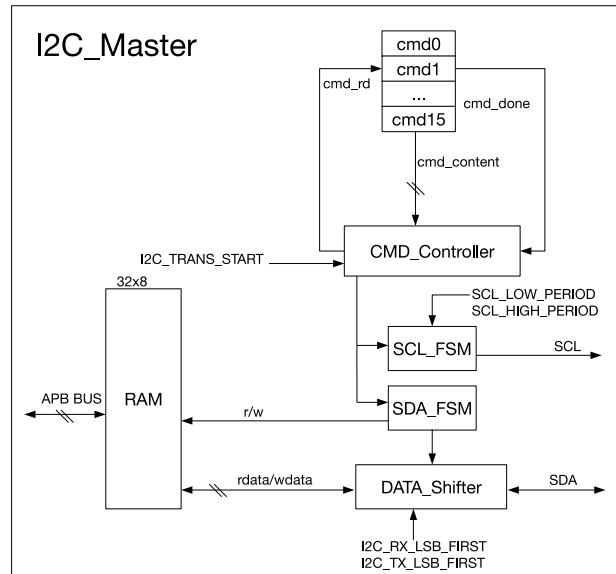 I2C_Master
cmd0
cmd1
...
cmd15
cmd_rd
cmd_done
cmd_content
CMD_Controller
I2C_TRANS_START
32x8
SCL_LOW_PERIOD
SCL_HIGH_PERIOD
SCL_FSM
SCL
APB BUS
RAM
r/w
SDA_FSM
rdata/wdata
DATA_Shifter
SDA
I2C_RX_LSB_FIRST
I2C_TX_LSB_FIRST